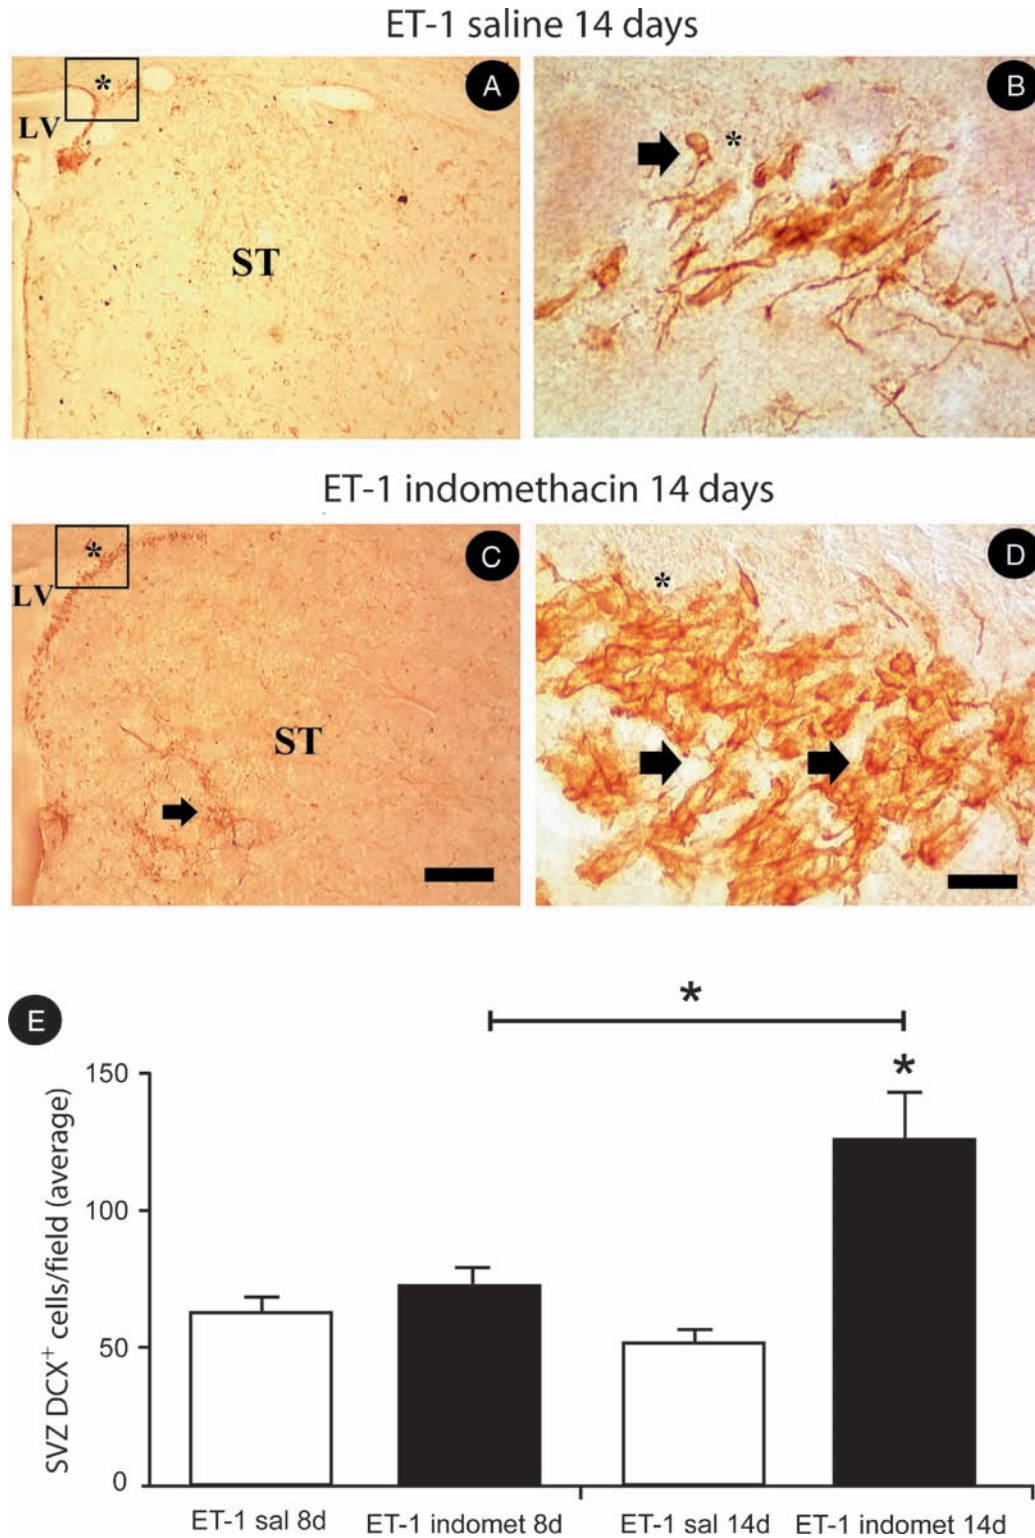 ET-1 saline 14 days
A
B
*
LV
ST
*
ET-1 indomethacin 14 days
C
D
*
LV
ST
*
E
*
*
SVZ DCX⁺ cells/field (average)
150
100
50
0
ET-1 sal 8d
ET-1 indomet 8d
ET-1 sal 14d
ET-1 indomet 14d